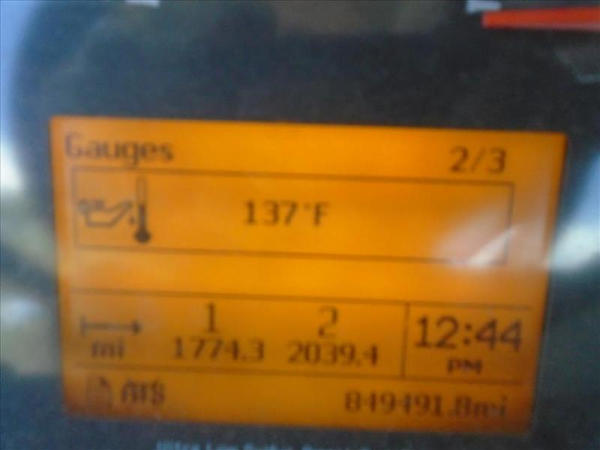 Gauges 2/3
137°F
1 2 12:44
mi 1774.3 2039.4 PM
849491.8mi